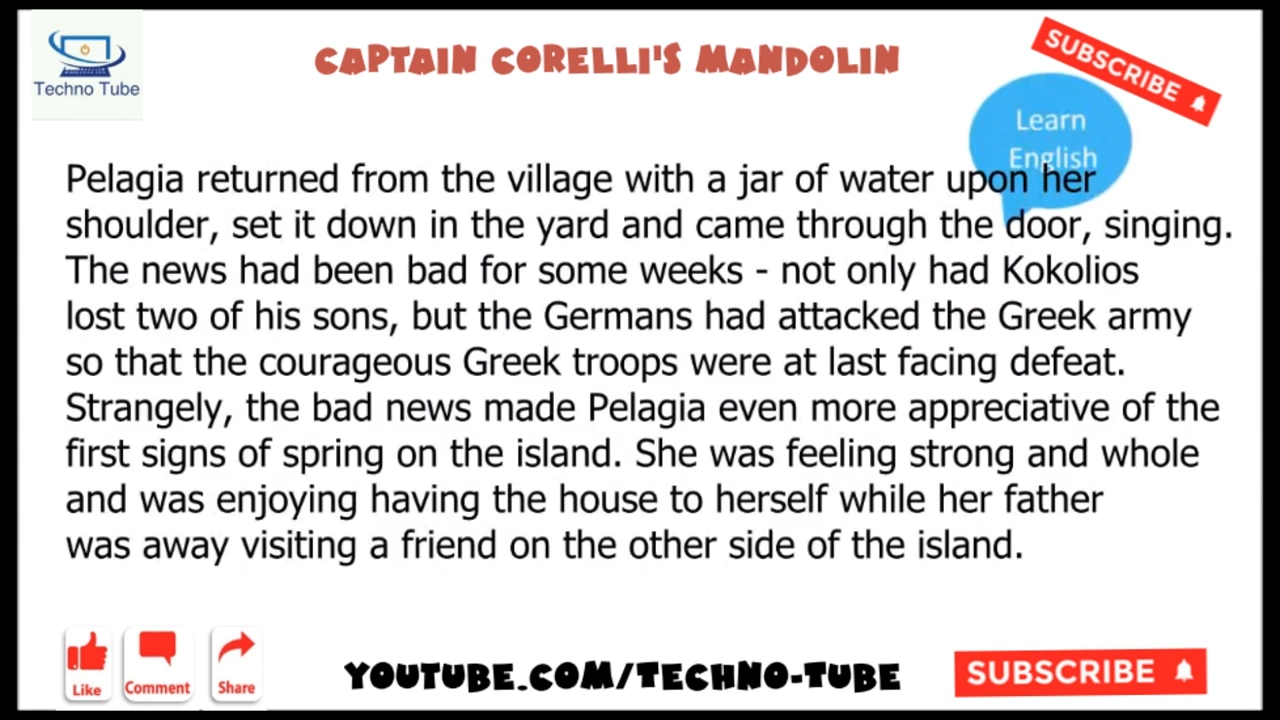 Techno Tube
CAPTAIN CORELLI'S MANDOLIN
SUBSCRIBE
Learn
English
Pelagia returned from the village with a jar of water upon her
shoulder, set it down in the yard and came through the door, singing.
The news had been bad for some weeks - not only had Kokolios
lost two of his sons, but the Germans had attacked the Greek army
so that the courageous Greek troops were at last facing defeat.
Strangely, the bad news made Pelagia even more appreciative of the
first signs of spring on the island. She was feeling strong and whole
and was enjoying having the house to herself while her father
was away visiting a friend on the other side of the island.
Like
Comment
Share
YOUTUBE.COM/TECHNO-TUBE
SUBSCRIBE